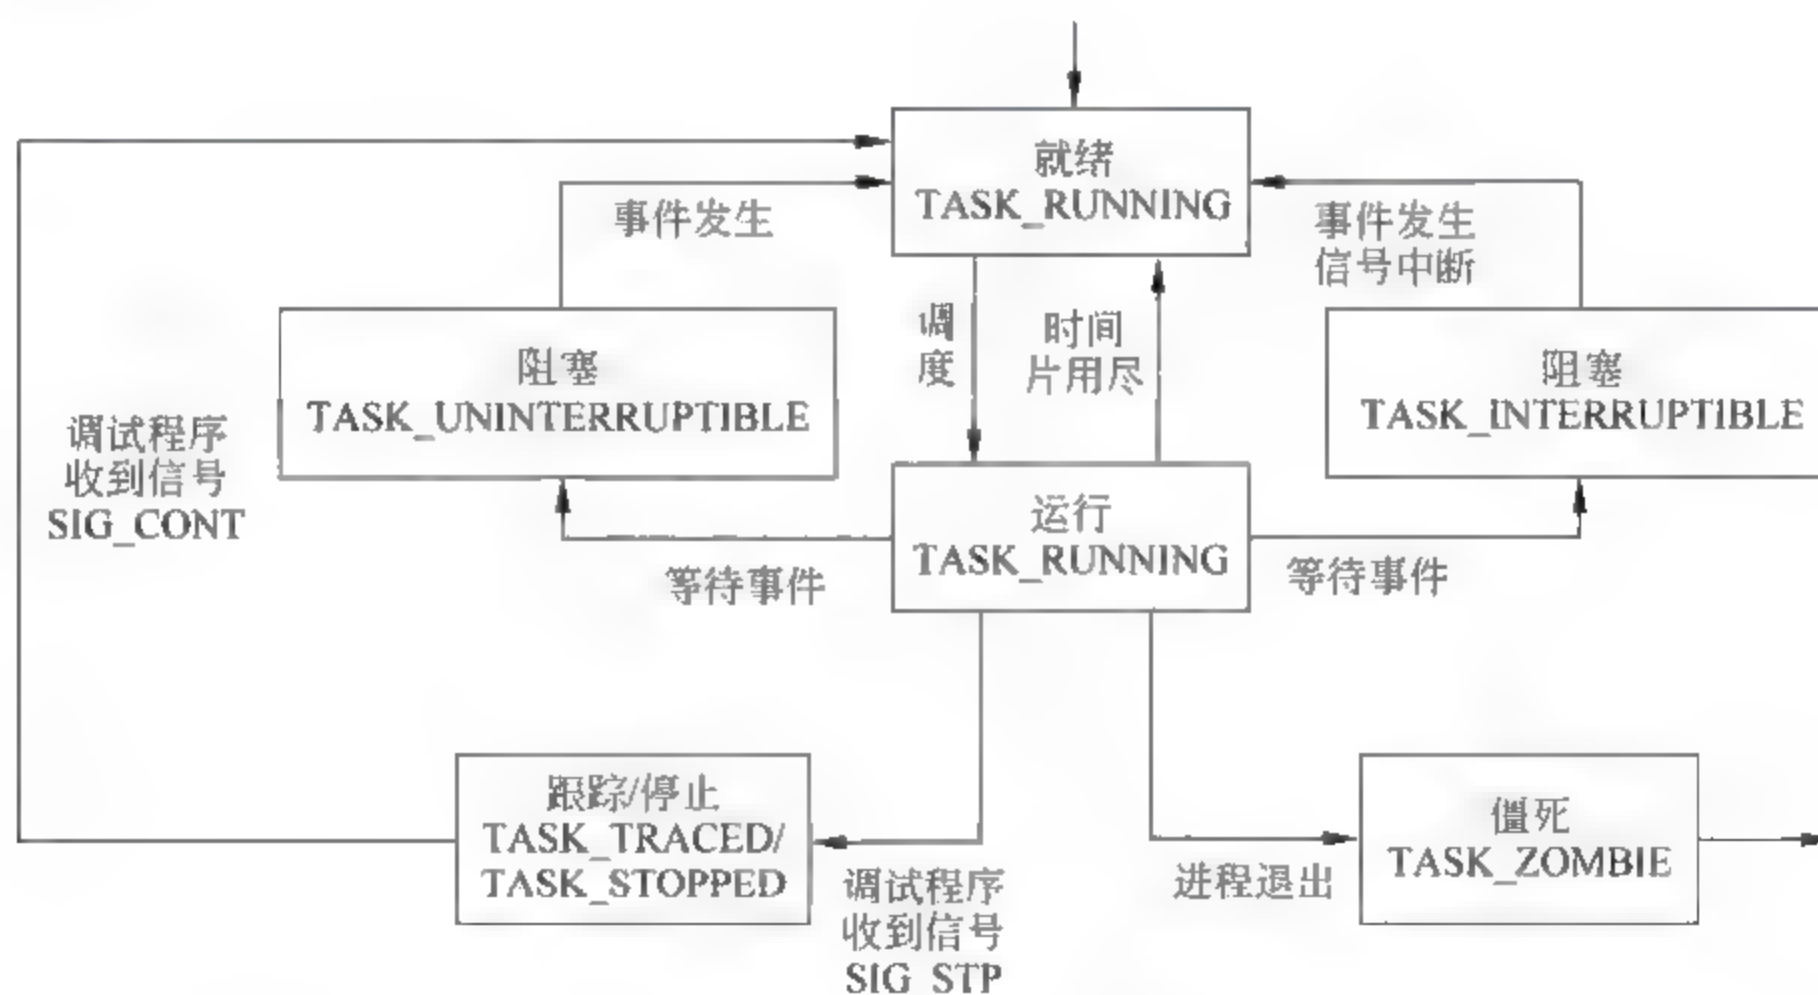 就绪
TASK_RUNNING
事件发生
事件发生
信号中断
调
度
时间
片用尽
阻塞
TASK_UNINTERRUPTIBLE
阻塞
TASK_INTERRUPTIBLE
调试程序
收到信号
SIG_CONT
运行
TASK_RUNNING
等待事件
等待事件
跟踪/停止
TASK_TRACED/
TASK_STOPPED
僵死
TASK_ZOMBIE
调试程序
收到信号
SIG_STP
进程退出